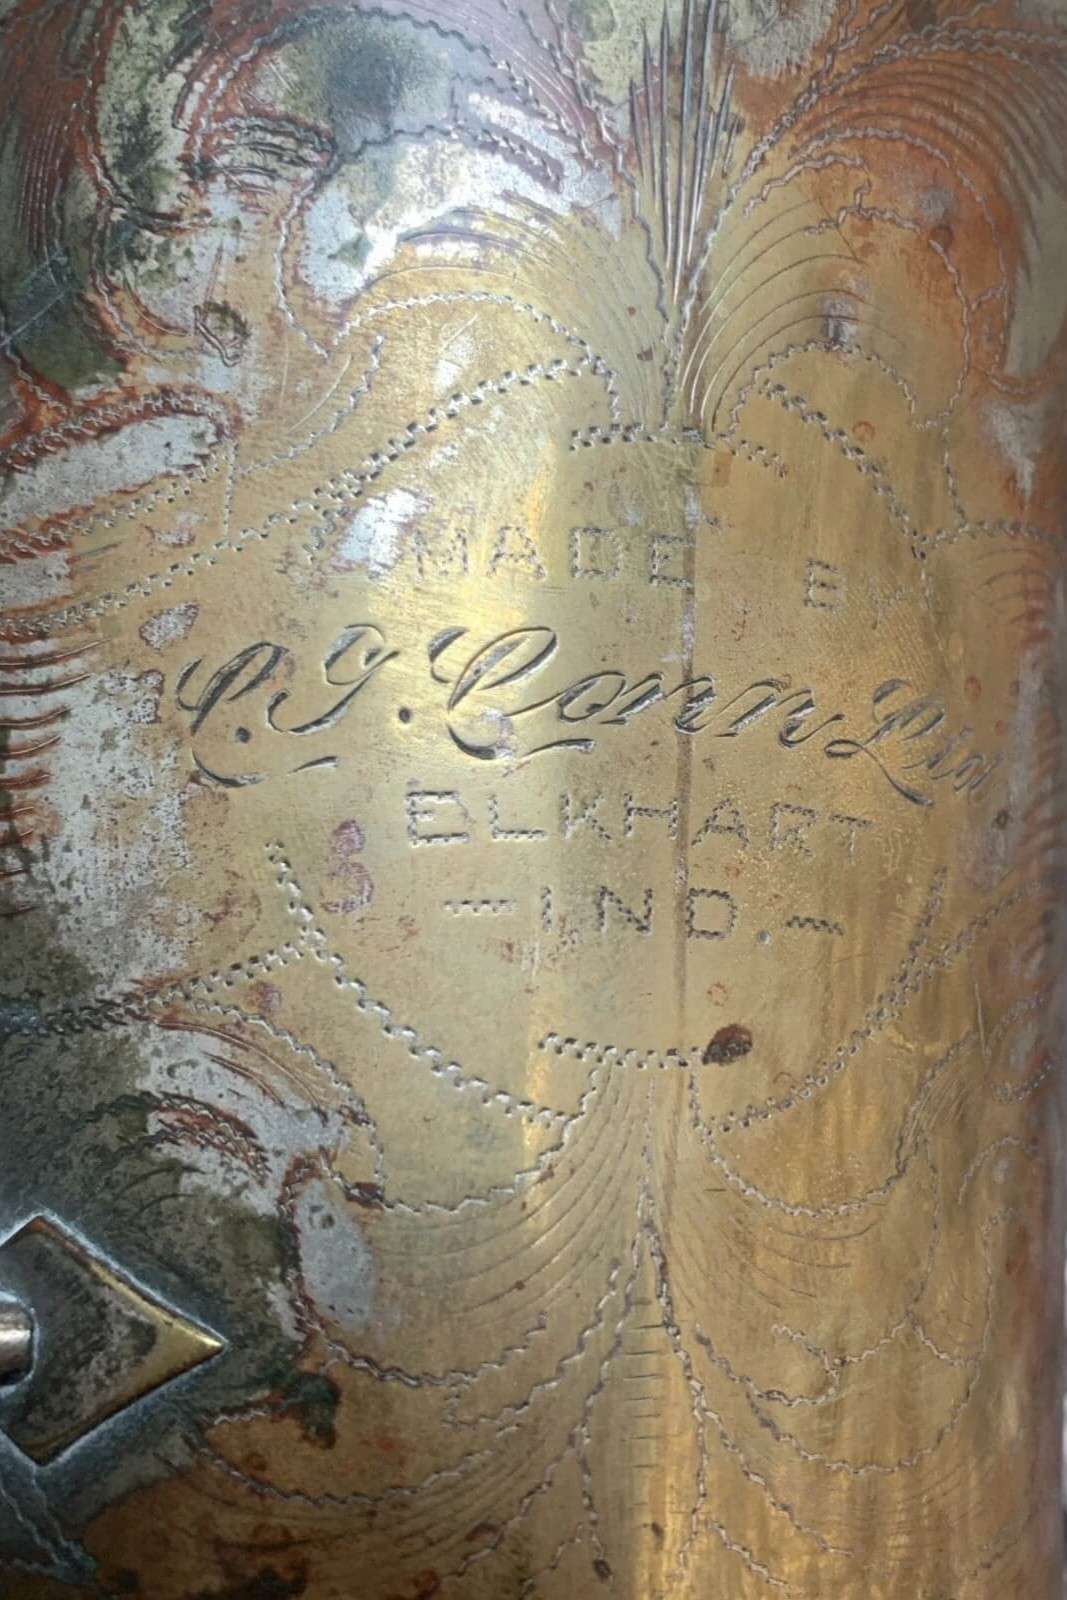 MADE BY
C.G. Conn Ltd
ELKHART
—IND.—